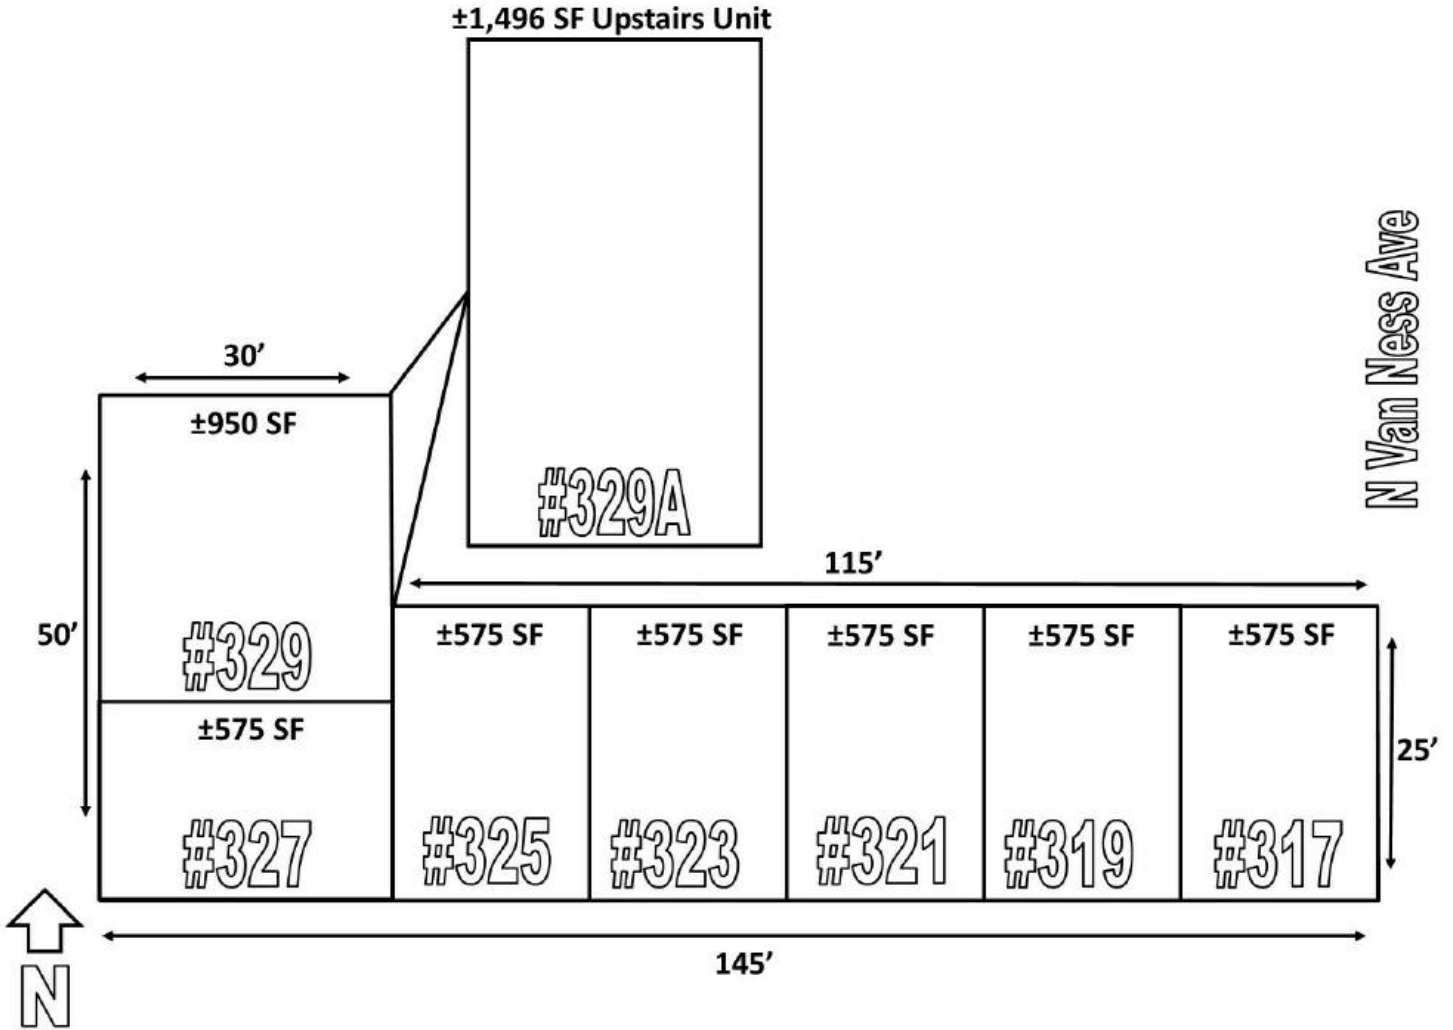 ±1,496 SF Upstairs Unit
#329A
N Van Ness Ave
30’
±950 SF
50’
#329
115’
±575 SF
#327
±575 SF
#325
±575 SF
#323
±575 SF
#321
±575 SF
#319
±575 SF
#317
25’
145’
N